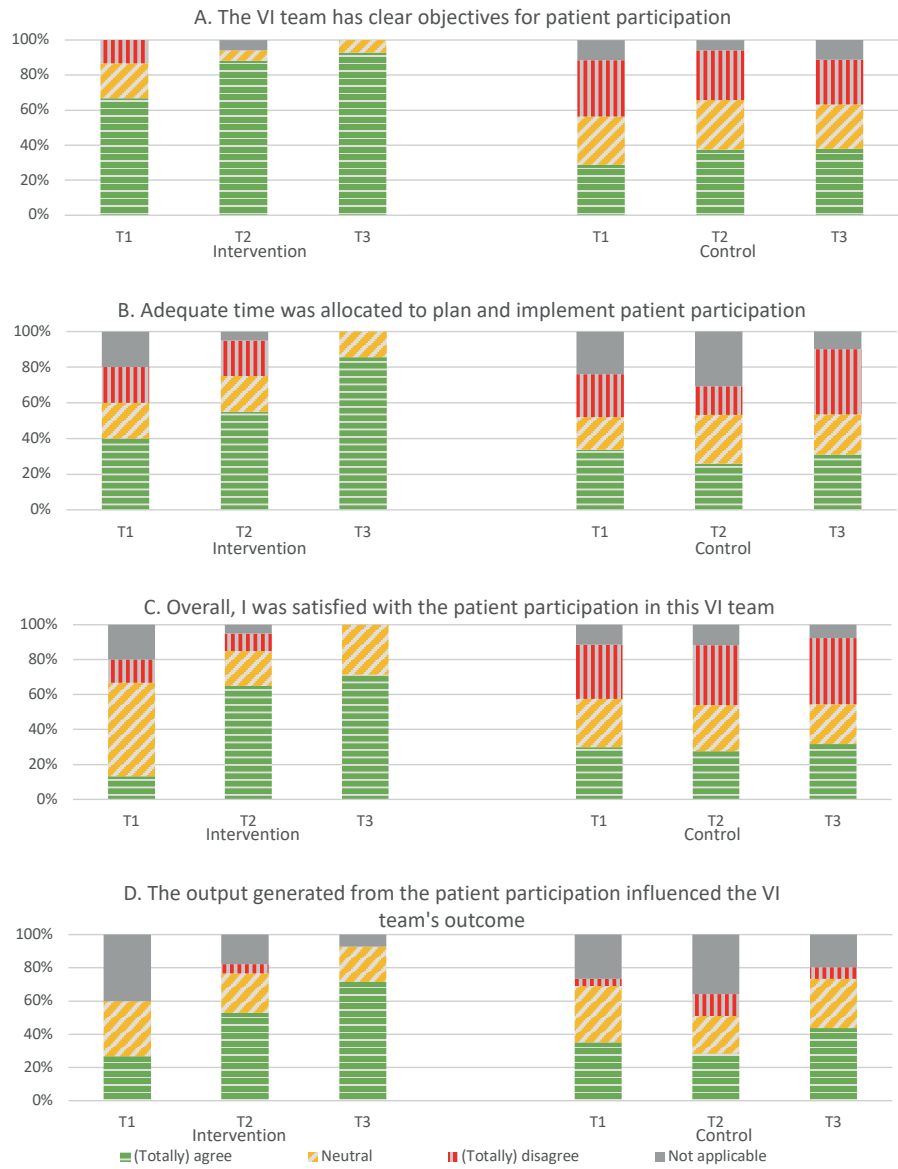 A. The VI team has clear objectives for patient participation
100%
80%
60%
40%
20%
0%
T1 T2 T3 T1 T2 T3
Intervention Control
B. Adequate time was allocated to plan and implement patient participation
100%
80%
60%
40%
20%
0%
T1 T2 T3 T1 T2 T3
Intervention Control
C. Overall, I was satisfied with the patient participation in this VI team
100%
80%
60%
40%
20%
0%
T1 T2 T3 T1 T2 T3
Intervention Control
D. The output generated from the patient participation influenced the VI
team's outcome
100%
80%
60%
40%
20%
0%
T1 T2 T3 T1 T2 T3
Intervention Control
(Totally) agree Neutral (Totally) disagree Not applicable